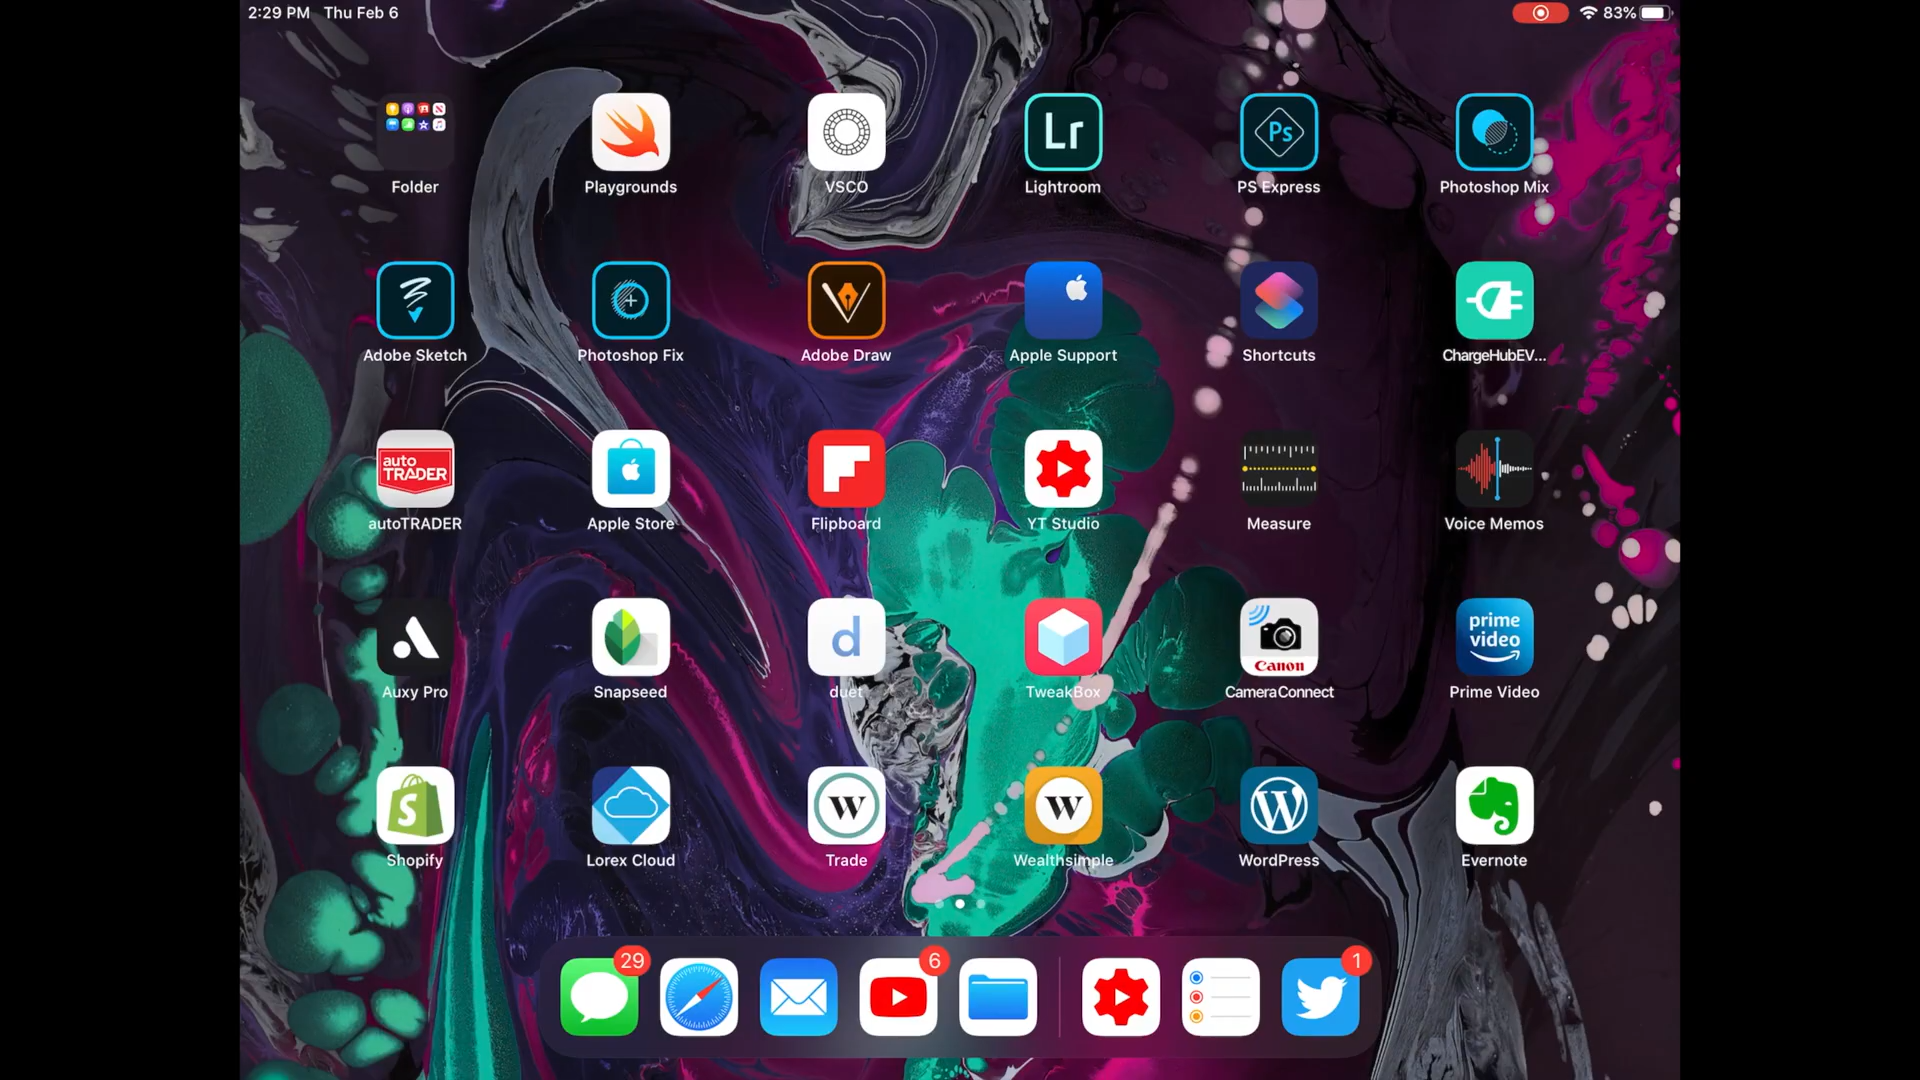 2:29 PM Thu Feb 6 83%
Folder Playgrounds VSCO Lr Lightroom Ps PS Express Photoshop Mix
Adobe Sketch Photoshop Fix Adobe Draw Apple Support Shortcuts ChargeHubEV...
auto
TRADER
autoTRADER Apple Store Flipboard YT Studio Measure Voice Memos
prime
video
d
Canon
Auxy Pro Snapseed duet TweakBox CameraConnect Prime Video
S W W W
Shopify Lorex Cloud Trade Wealthsimple WordPress Evernote
29 6 1